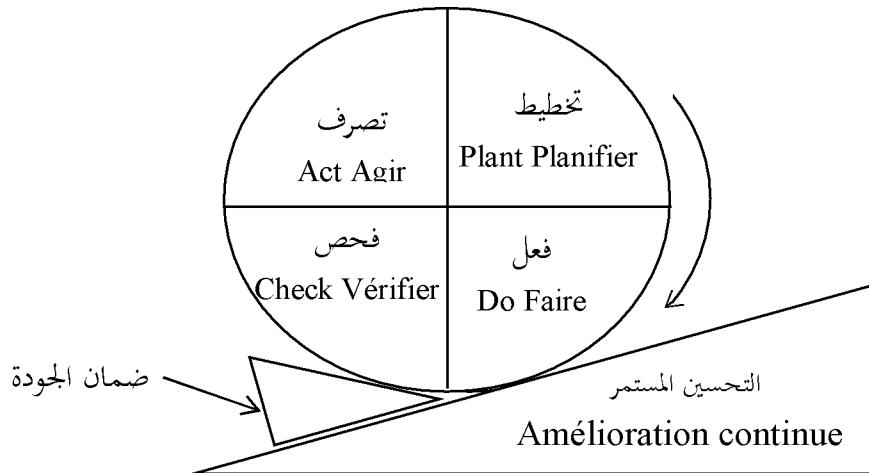 تصرف
Act Agir
تخطيط
Plant Planifier
فحص
Check Vérifier
فعل
Do Faire
ضمان الجودة
التحسين المستمر
Amélioration continue